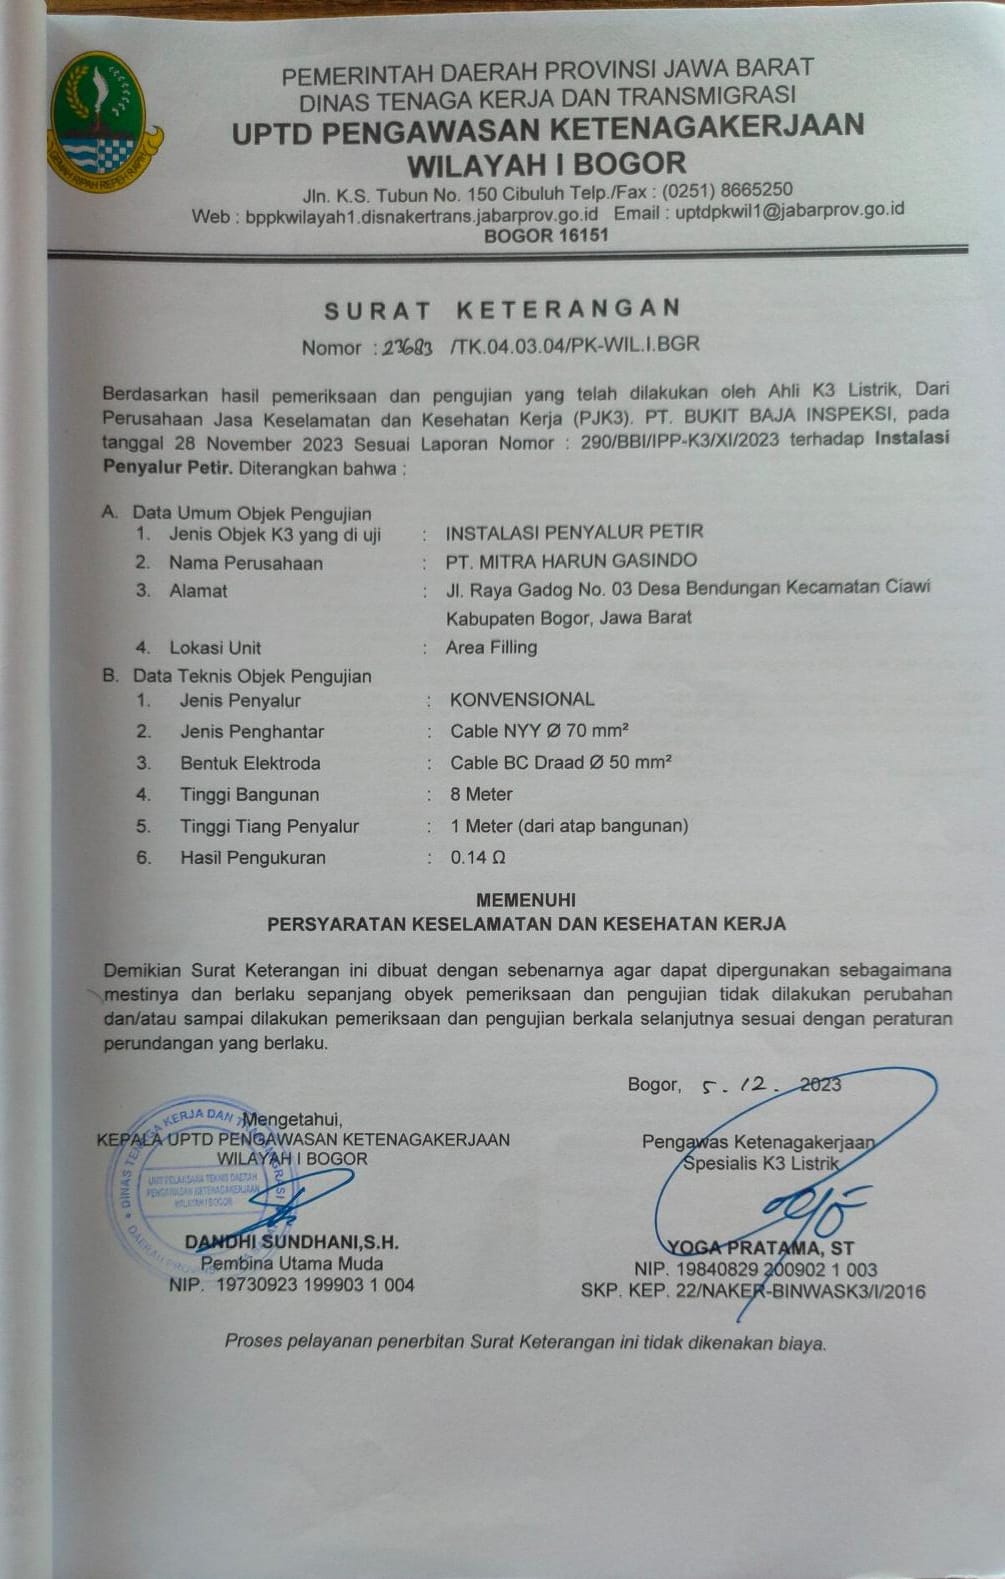 PEMERINTAH DAERAH PROVINSI JAWA BARAT
DINAS TENAGA KERJA DAN TRANSMIGRASI
UPTD PENGAWASAN KETENAGAKERJAAN
WILAYAH I BOGOR
Jln. K.S. Tubun No. 150 Cibuluh Telp./Fax : (0251) 8665250
Web : bppkwilayah1.disnakertrans.jabarprov.go.id Email : uptdpkwil1@jabarprov.go.id
BOGOR 16151
GEMAH RIPAH REPEH RAPIH
SURAT KETERANGAN
Nomor : 23683 /TK.04.03.04/PK-WIL.I.BGR
Berdasarkan hasil pemeriksaan dan pengujian yang telah dilakukan oleh Ahli K3 Listrik, Dari
Perusahaan Jasa Keselamatan dan Kesehatan Kerja (PJK3). PT. BUKIT BAJA INSPEKSI, pada
tanggal 28 November 2023 Sesuai Laporan Nomor : 290/BBI/IPP-K3/XI/2023 terhadap Instalasi
Penyalur Petir. Diterangkan bahwa :
A. Data Umum Objek Pengujian
1. Jenis Objek K3 yang di uji : INSTALASI PENYALUR PETIR
2. Nama Perusahaan : PT. MITRA HARUN GASINDO
3. Alamat : Jl. Raya Gadog No. 03 Desa Bendungan Kecamatan Ciawi
Kabupaten Bogor, Jawa Barat
4. Lokasi Unit : Area Filling
B. Data Teknis Objek Pengujian
1. Jenis Penyalur : KONVENSIONAL
2. Jenis Penghantar : Cable NYY Ø 70 mm²
3. Bentuk Elektroda : Cable BC Draad Ø 50 mm²
4. Tinggi Bangunan : 8 Meter
5. Tinggi Tiang Penyalur : 1 Meter (dari atap bangunan)
6. Hasil Pengukuran : 0.14 Ω
MEMENUHI
PERSYARATAN KESELAMATAN DAN KESEHATAN KERJA
Demikian Surat Keterangan ini dibuat dengan sebenarnya agar dapat dipergunakan sebagaimana
mestinya dan berlaku sepanjang obyek pemeriksaan dan pengujian tidak dilakukan perubahan
dan/atau sampai dilakukan pemeriksaan dan pengujian berkala selanjutnya sesuai dengan peraturan
perundangan yang berlaku.
Bogor, 5 . 12 . 2023
Mengetahui,
KEPALA UPTD PENGAWASAN KETENAGAKERJAAN
WILAYAH I BOGOR
DINAS TENAGA KERJA DAN TRANSMIGRASI
UNIT PELAKSANA TEKNIS DAERAH
PENGAWASAN KETENAGAKERJAAN
WILAYAH I BOGOR
DAERAH PROVINSI
DANDHI SUNDHANI,S.H.
Pembina Utama Muda
NIP. 19730923 199903 1 004
Pengawas Ketenagakerjaan
Spesialis K3 Listrik
YOGA PRATAMA, ST
NIP. 19840829 200902 1 003
SKP. KEP. 22/NAKER-BINWASK3/I/2016
Proses pelayanan penerbitan Surat Keterangan ini tidak dikenakan biaya.